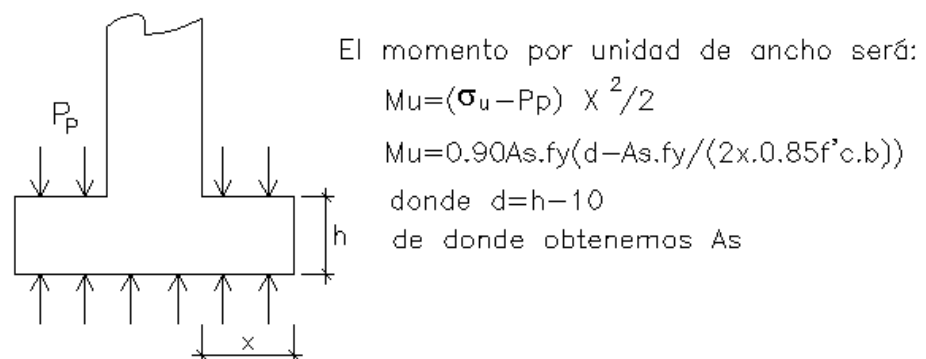 El momento por unidad de ancho será:
Pp
Mu=(σu-Pp) X²/2
Mu=0.90As.fy(d-As.fy/(2x.0.85f'c.b))
donde d=h-10
h
de donde obtenemos As
x